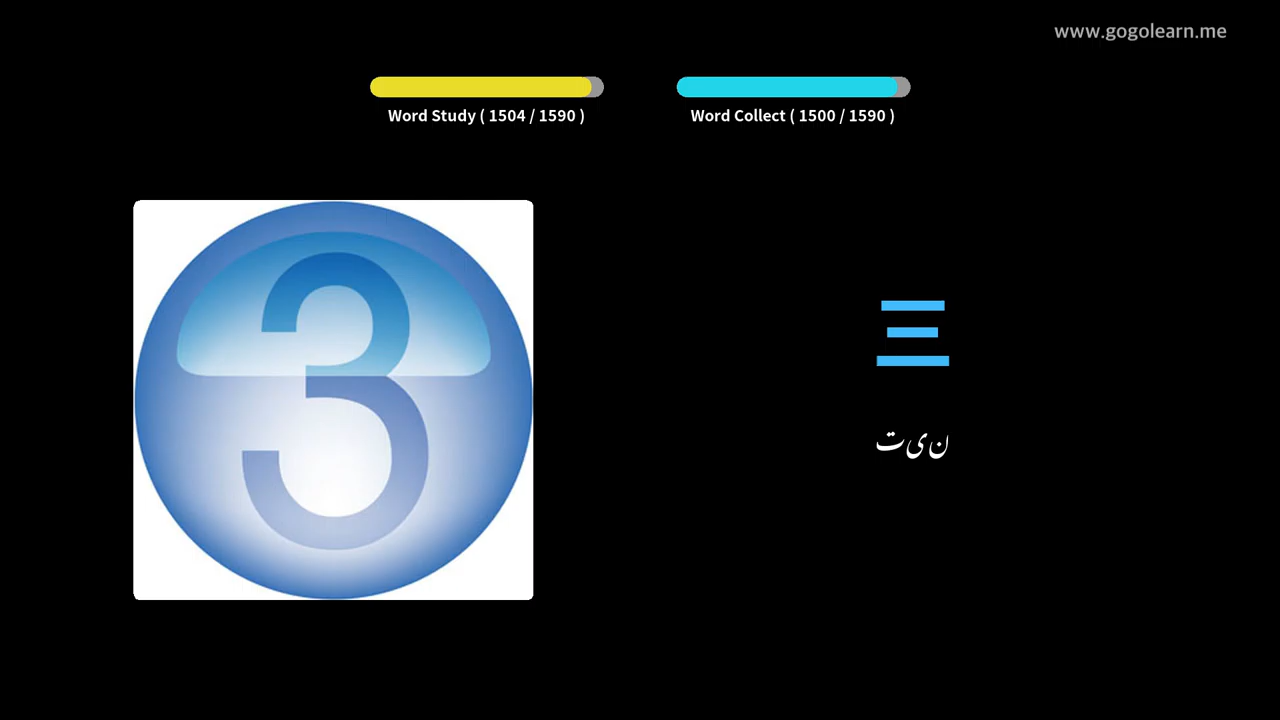 www.gogolearn.me
Word Study ( 1504 / 1590 )
Word Collect ( 1500 / 1590 )
3
三
تین